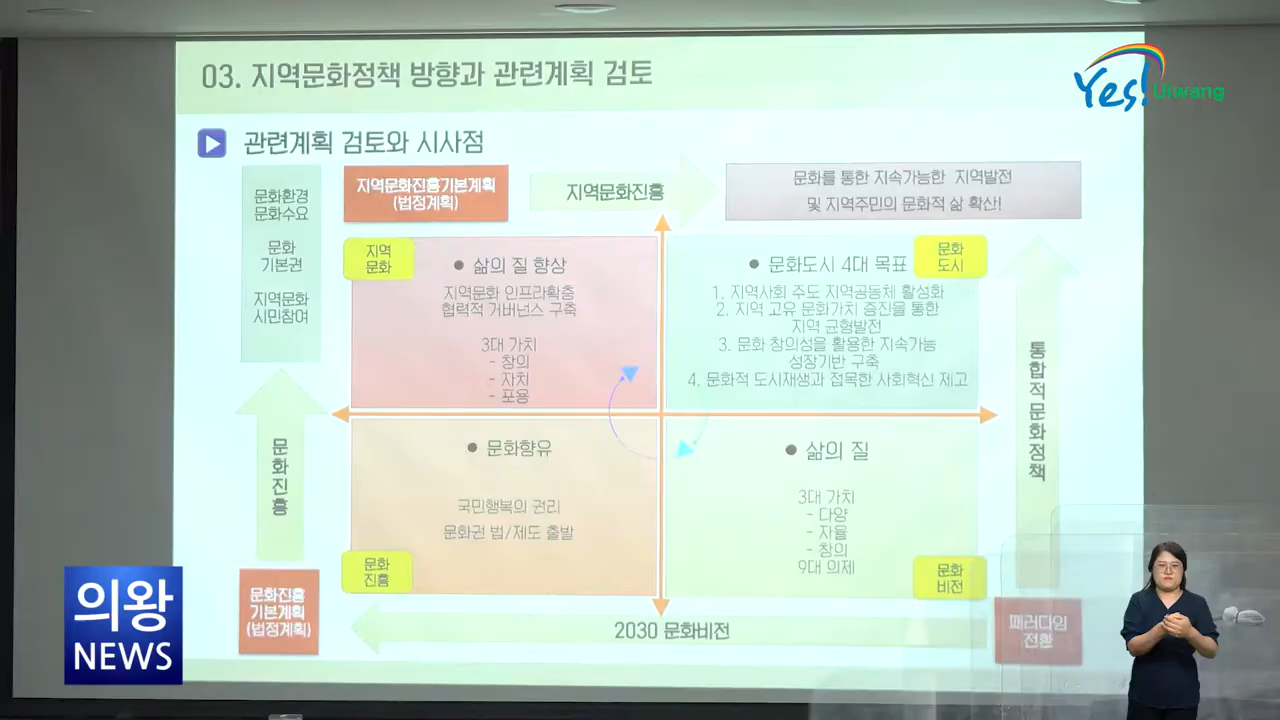 03. 지역문화정책 방향과 관련계획 검토
Yes! Uiwang
관련계획 검토와 시사점
문화환경
문화수요
문화
기본권
지역문화
시민참여
지역문화진흥기본계획
(법정계획)
지역문화진흥
문화를 통한 지속가능한 지역발전
및 지역주민의 문화적 삶 확산!
지역
문화
● 삶의 질 향상
지역문화 인프라확충
협력적 거버넌스 구축
3대 가치
- 창의
- 자치
- 포용
● 문화도시 4대 목표
문화
도시
1. 지역사회 주도 지역공동체 활성화
2. 지역 고유 문화가치 증진을 통한
지역 균형발전
3. 문화 창의성을 활용한 지속가능
성장기반 구축
4. 문화적 도시재생과 접목한 사회혁신 제고
통합적문화정책
문화진흥
● 문화향유
국민행복의 권리
문화권 법/제도 출발
문화
진흥
● 삶의 질
3대 가치
- 다양
- 자율
- 창의
9대 의제
문화
비전
문화진흥
기본계획
(법정계획)
2030 문화비전
패러다임
전환
의왕
NEWS